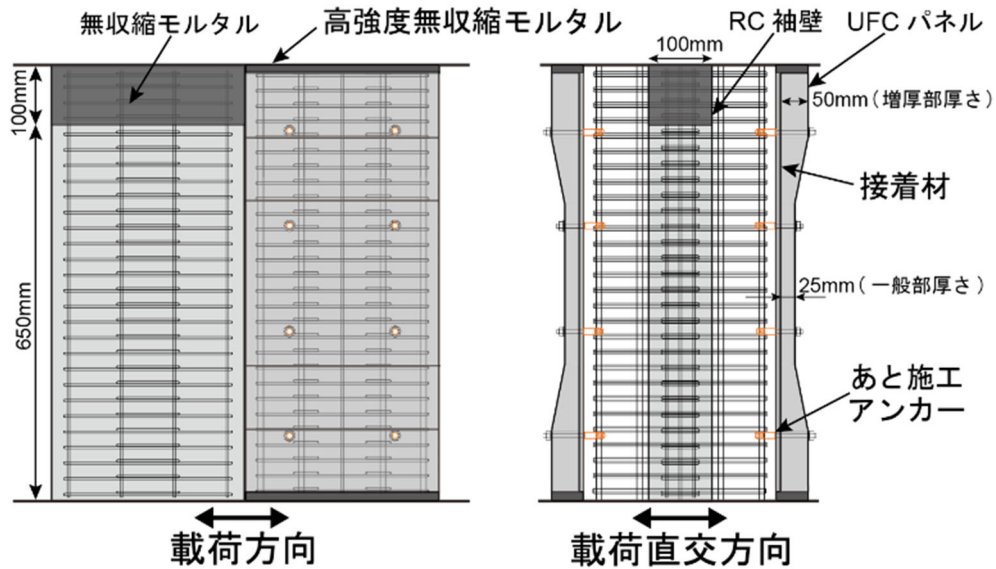 無収縮モルタル
高強度無収縮モルタル
RC 袖壁
UFC パネル
100mm
100mm
50mm（増厚部厚さ）
接着材
650mm
25mm（一般部厚さ）
あと施工
アンカー
載荷方向
載荷直交方向